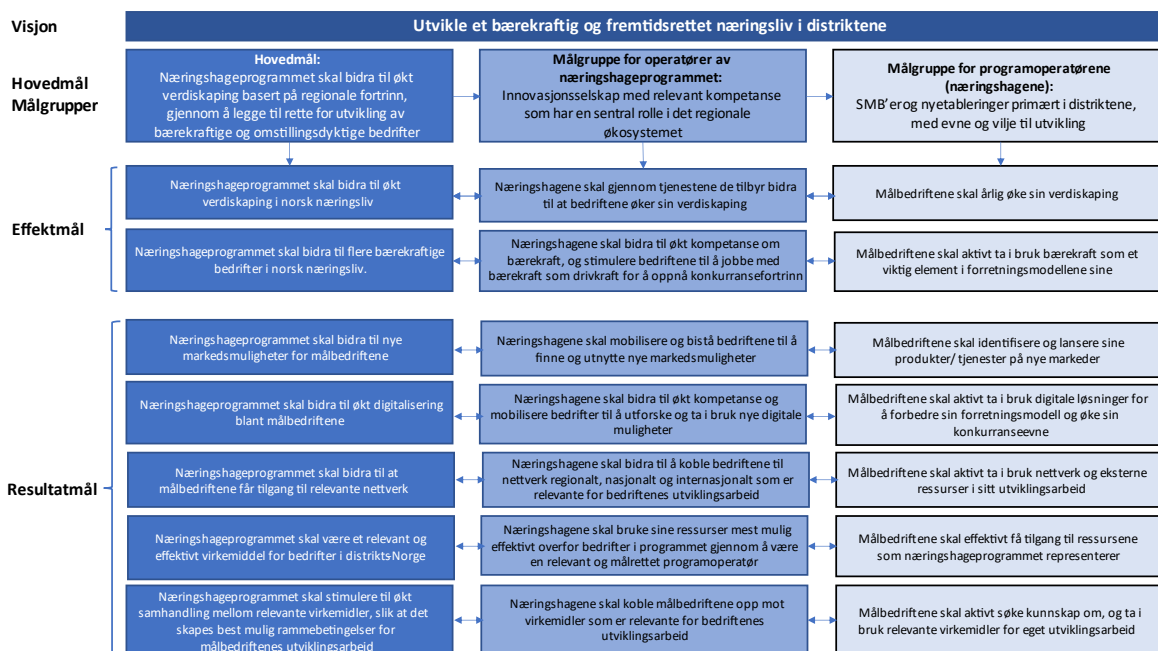 Visjon
Utvikle et bærekraftig og fremtidsrettet næringsliv i distriktene
Hovedmål
Målgrupper
Hovedmål:
Næringshageprogrammet skal bidra til økt
verdiskaping basert på regionale fortrinn,
gjennom å legge til rette for utvikling av
bærekraftige og omstillingsdyktige bedrifter
Målgruppe for operatører av
næringshageprogrammet:
Innovasjonsselskap med relevant kompetanse
som har en sentral rolle i det regionale
økosystemet
Målgruppe for programoperatørene
(næringshagene):
SMB'er og nyetableringer primært i distriktene,
med evne og vilje til utvikling
Effektmål
Næringshageprogrammet skal bidra til økt
verdiskaping i norsk næringsliv
Næringshagene skal gjennom tjenestene de tilbyr bidra
til at bedriftene øker sin verdiskaping
Målbedriftene skal årlig øke sin verdiskaping
Næringshageprogrammet skal bidra til flere bærekraftige
bedrifter i norsk næringsliv.
Næringshagene skal bidra til økt kompetanse om
bærekraft, og stimulere bedriftene til å jobbe med
bærekraft som drivkraft for å oppnå konkurransefortrinn
Målbedriftene skal aktivt ta i bruk bærekraft som et
viktig element i forretningsmodellene sine
Resultatmål
Næringshageprogrammet skal bidra til nye
markedsmuligheter for målbedriftene
Næringshagene skal mobilisere og bistå bedriftene til å
finne og utnytte nye markedsmuligheter
Målbedriftene skal identifisere og lansere sine
produkter/ tjenester på nye markeder
Næringshageprogrammet skal bidra til økt digitalisering
blant målbedriftene
Næringshagene skal bidra til økt kompetanse og
mobilisere bedrifter til å utforske og ta i bruk nye digitale
muligheter
Målbedriftene skal aktivt ta i bruk digitale løsninger for
å forbedre sin forretningsmodell og øke sin
konkurranseevne
Næringshageprogrammet skal bidra til at
målbedriftene får tilgang til relevante nettverk
Næringshagene skal bidra til å koble bedriftene til
nettverk regionalt, nasjonalt og internasjonalt som er
relevante for bedriftenes utviklingsarbeid
Målbedriftene skal aktivt ta i bruk nettverk og eksterne
ressurser i sitt utviklingsarbeid
Næringshageprogrammet skal være et relevant og
effektivt virkemiddel for bedrifter i distrikts-Norge
Næringshagene skal bruke sine ressurser mest mulig
effektivt overfor bedrifter i programmet gjennom å være
en relevant og målrettet programoperatør
Målbedriftene skal effektivt få tilgang til ressursene
som næringshageprogrammet representerer
Næringshageprogrammet skal stimulere til økt
samhandling mellom relevante virkemidler, slik at det
skapes best mulig rammebetingelser for
målbedriftenes utviklingsarbeid
Næringshagene skal koble målbedriftene opp mot
virkemidler som er relevante for bedriftenes
utviklingsarbeid
Målbedriftene skal aktivt søke kunnskap om, og ta i
bruk relevante virkemidler for eget utviklingsarbeid